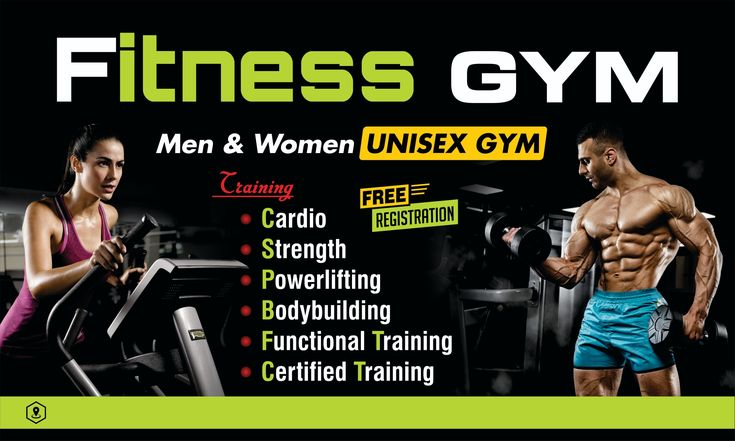 Fitness GYM
Men & Women UNISEX GYM
Training
FREE
REGISTRATION
Cardio
Strength
Powerlifting
Bodybuilding
Functional Training
Certified Training